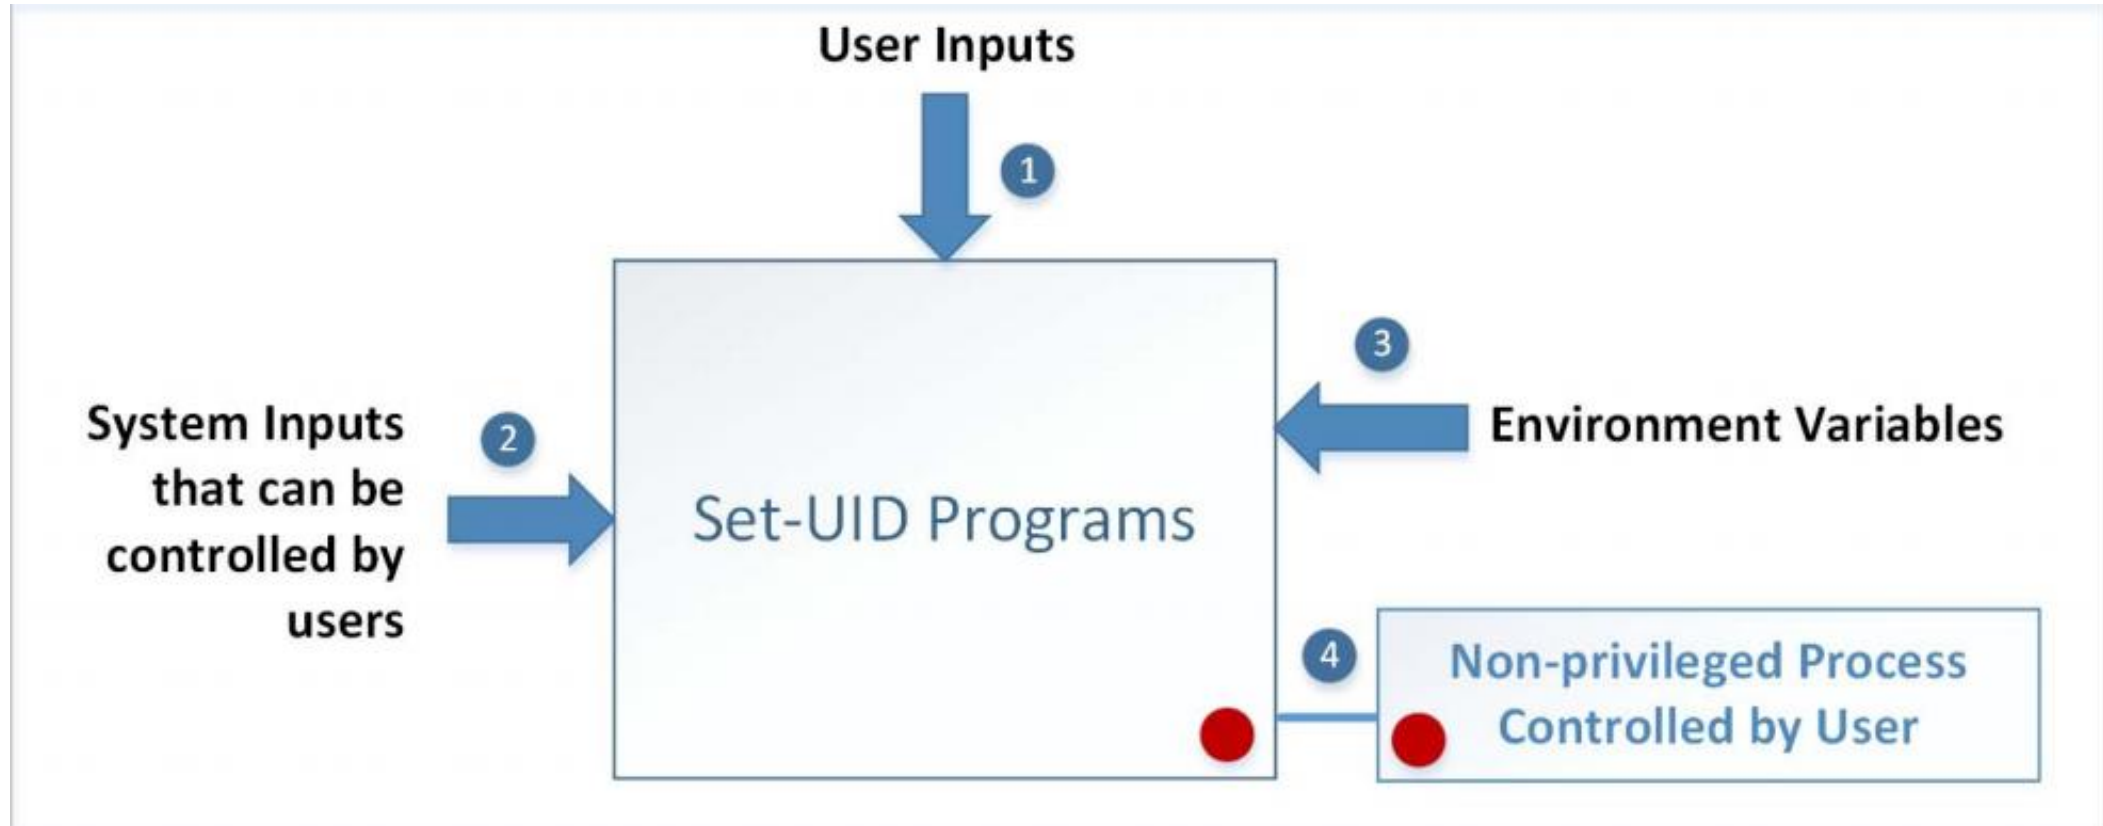 User Inputs
1
3
System Inputs
that can be
controlled by
users
2
Environment Variables
Set-UID Programs
4
Non-privileged Process
Controlled by User